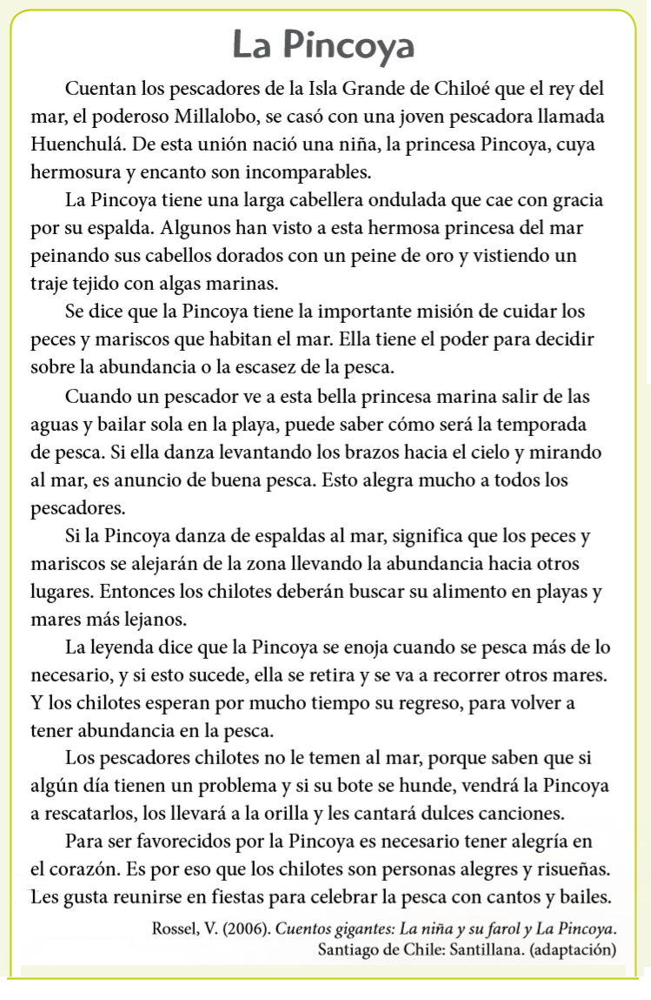 La Pincoya
Cuentan los pescadores de la Isla Grande de Chiloé que el rey del
mar, el poderoso Millalobo, se casó con una joven pescadora llamada
Huenchulá. De esta unión nació una niña, la princesa Pincoya, cuya
hermosura y encanto son incomparables.
La Pincoya tiene una larga cabellera ondulada que cae con gracia
por su espalda. Algunos han visto a esta hermosa princesa del mar
peinando sus cabellos dorados con un peine de oro y vistiendo un
traje tejido con algas marinas.
Se dice que la Pincoya tiene la importante misión de cuidar los
peces y mariscos que habitan el mar. Ella tiene el poder para decidir
sobre la abundancia o la escasez de la pesca.
Cuando un pescador ve a esta bella princesa marina salir de las
aguas y bailar sola en la playa, puede saber cómo será la temporada
de pesca. Si ella danza levantando los brazos hacia el cielo y mirando
al mar, es anuncio de buena pesca. Esto alegra mucho a todos los
pescadores.
Si la Pincoya danza de espaldas al mar, significa que los peces y
mariscos se alejarán de la zona llevando la abundancia hacia otros
lugares. Entonces los chilotes deberán buscar su alimento en playas y
mares más lejanos.
La leyenda dice que la Pincoya se enoja cuando se pesca más de lo
necesario, y si esto sucede, ella se retira y se va a recorrer otros mares.
Y los chilotes esperan por mucho tiempo su regreso, para volver a
tener abundancia en la pesca.
Los pescadores chilotes no le temen al mar, porque saben que si
algún día tienen un problema y si su bote se hunde, vendrá la Pincoya
a rescatarlos, los llevará a la orilla y les cantará dulces canciones.
Para ser favorecidos por la Pincoya es necesario tener alegría en
el corazón. Es por eso que los chilotes son personas alegres y risueñas.
Les gusta reunirse en fiestas para celebrar la pesca con cantos y bailes.
Rossel, V. (2006). Cuentos gigantes: La niña y su farol y La Pincoya.
Santiago de Chile: Santillana. (adaptación)